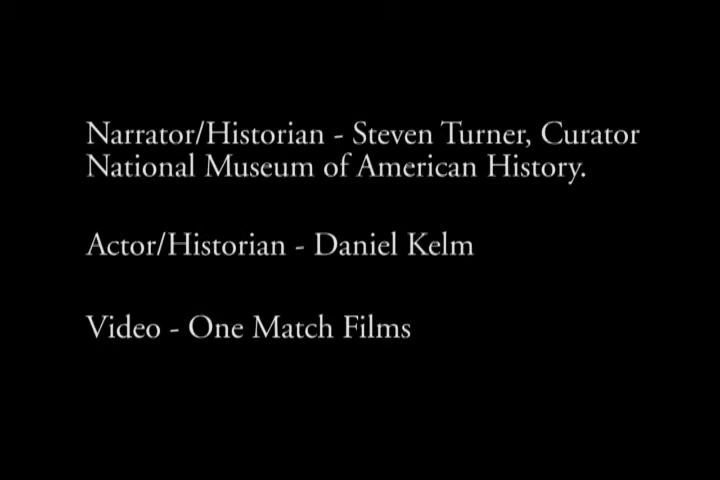 Narrator/Historian - Steven Turner, Curator
National Museum of American History.
Actor/Historian - Daniel Kelm
Video - One Match Films